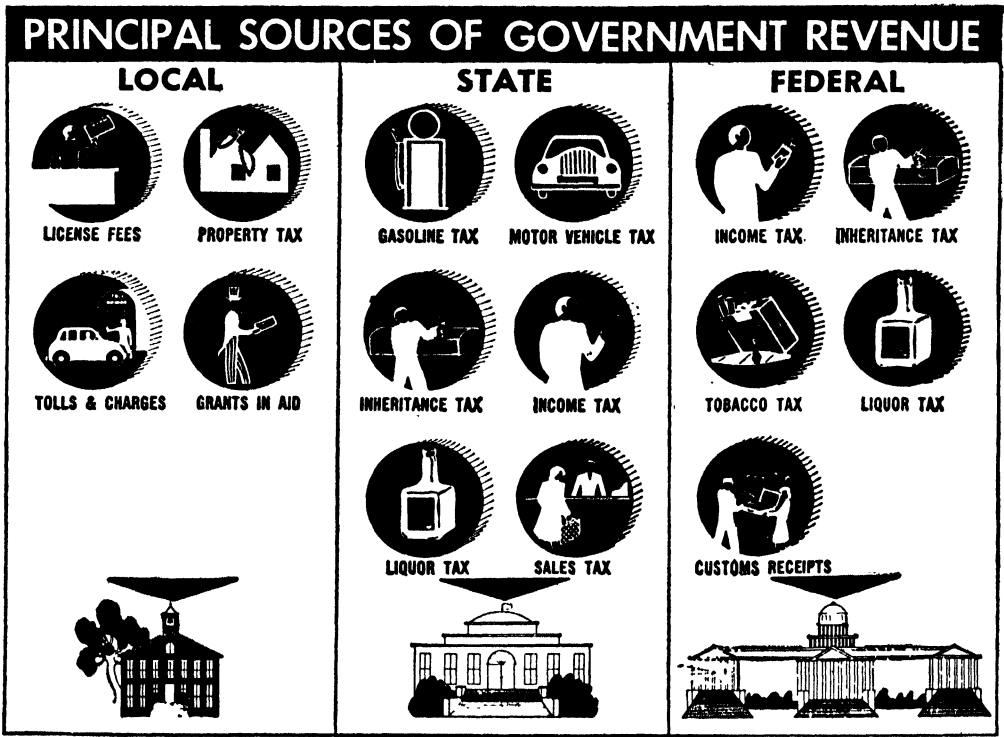 PRINCIPAL SOURCES OF GOVERNMENT REVENUE
LOCAL
LICENSE FEES
PROPERTY TAX
TOLLS & CHARGES
GRANTS IN AID
STATE
GASOLINE TAX
MOTOR VEHICLE TAX
INHERITANCE TAX
INCOME TAX
LIQUOR TAX
SALES TAX
FEDERAL
INCOME TAX
INHERITANCE TAX
TOBACCO TAX
LIQUOR TAX
CUSTOMS RECEIPTS